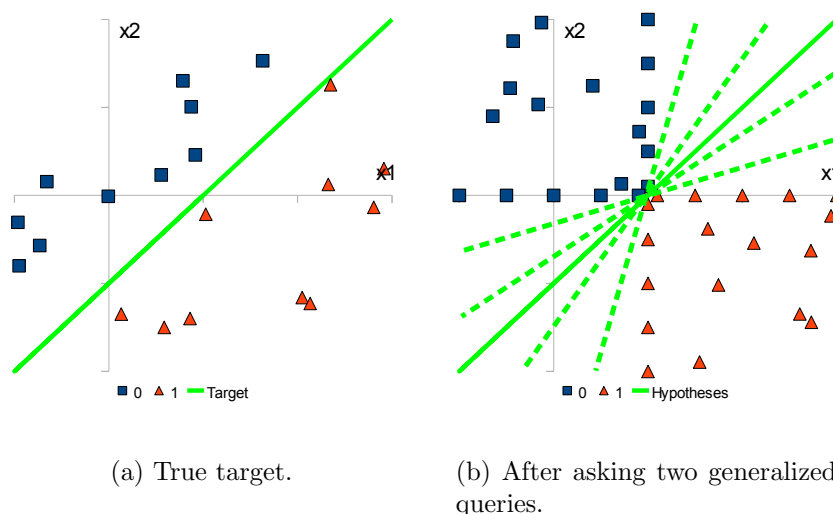 x2
x1
0 1 Target
(a) True target.
x2
x
0 1 Hypotheses
(b) After asking two generalized
queries.